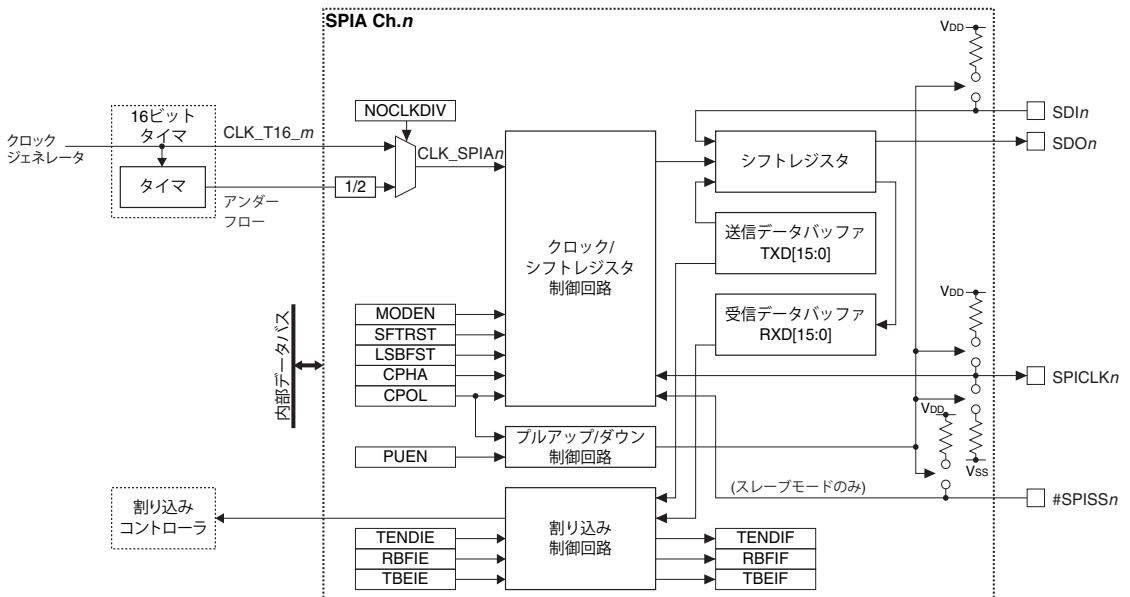 SPIA Ch.n
VDD
16ビット
タイマ
クロック
ジェネレータ
CLK_T16_m
NOCLKDIV
CLK_SPIAn
タイマ
アンダー
フロー
1/2
シフトレジスタ
SDIn
SDOn
クロック/
シフトレジスタ
制御回路
送信データバッファ
TXD[15:0]
受信データバッファ
RXD[15:0]
VDD
内部データバス
MODEN
SFTRST
LSBFST
CPHA
CPOL
SPICLKn
VDD
PUEN
プルアップ/ダウン
制御回路
VSS
(スレーブモードのみ)
#SPISSn
割り込み
コントローラ
割り込み
制御回路
TENDIE
RBFIE
TBEIE
TENDIF
RBFIF
TBEIF